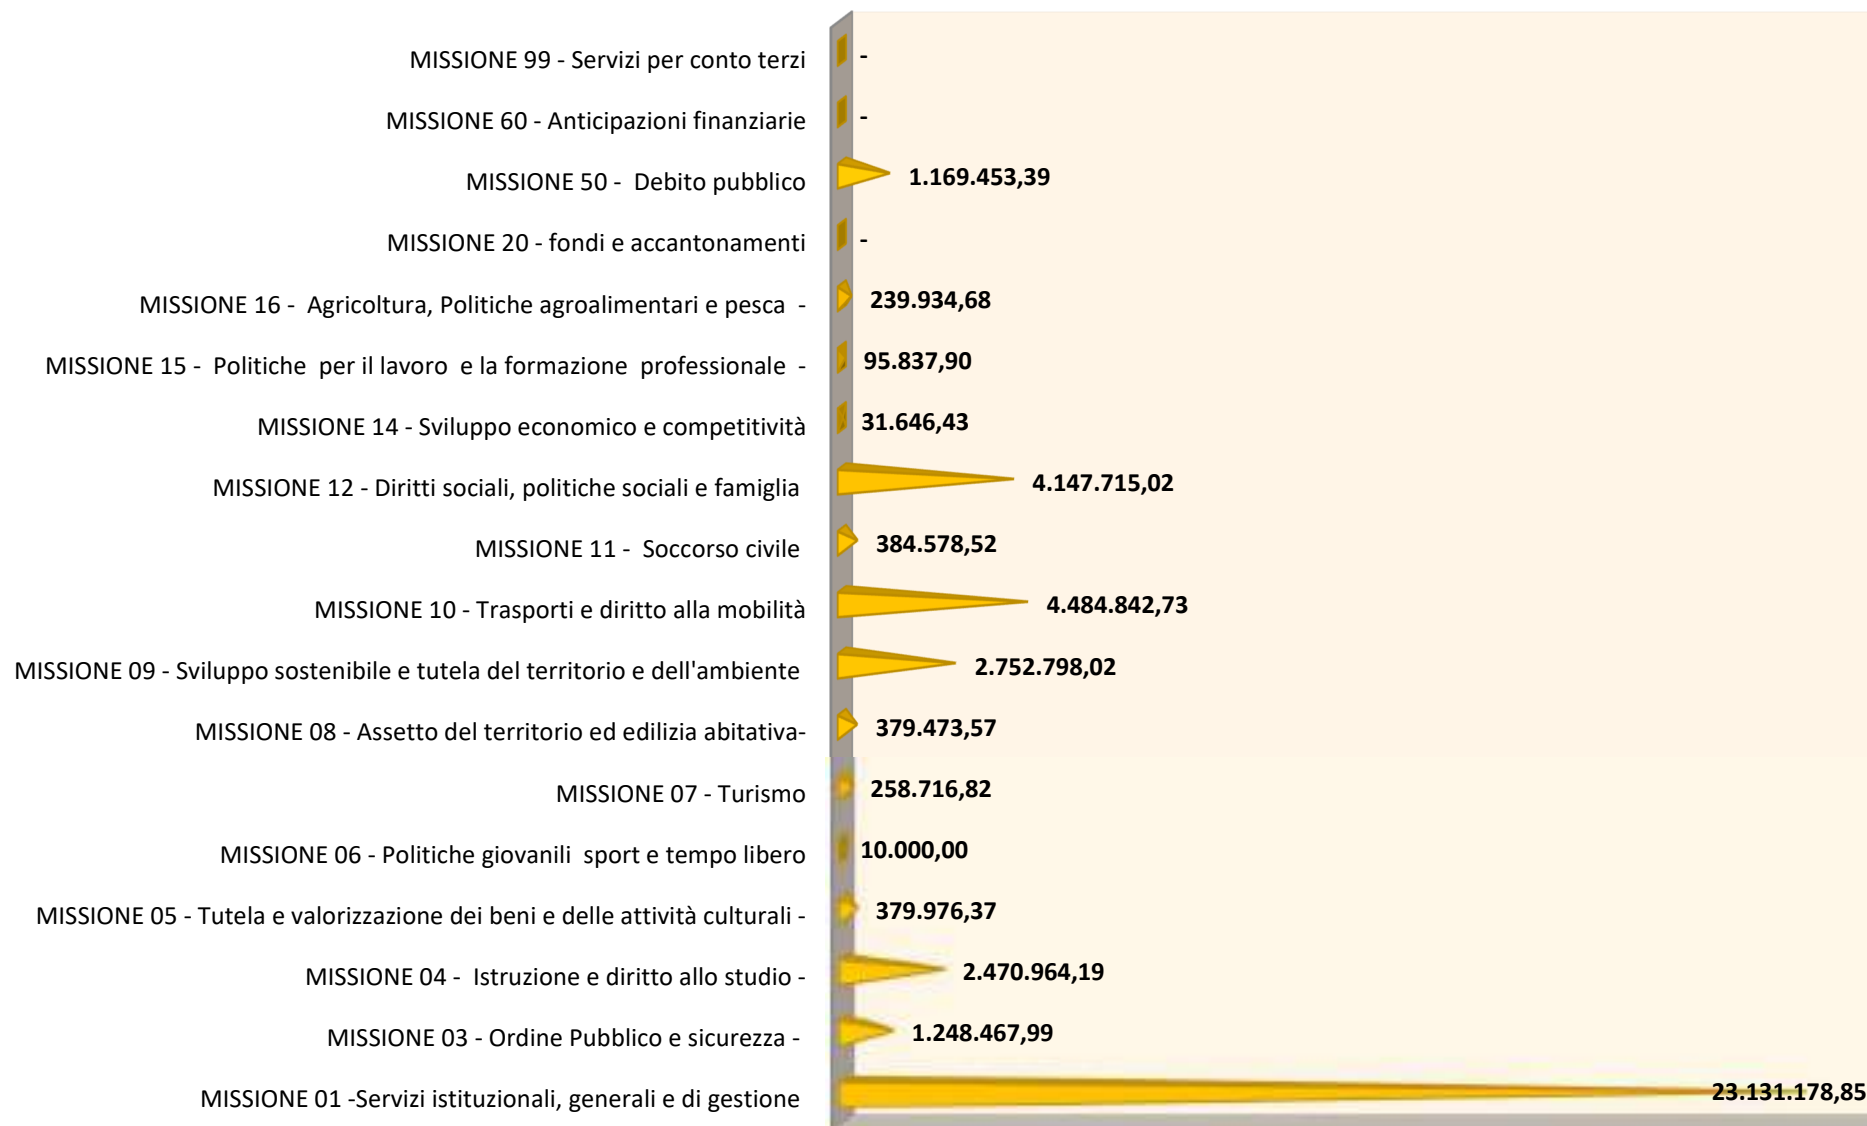 MISSIONE 99 - Servizi per conto terzi -
MISSIONE 60 - Anticipazioni finanziarie -
MISSIONE 50 - Debito pubblico 1.169.453,39
MISSIONE 20 - fondi e accantonamenti -
MISSIONE 16 - Agricoltura, Politiche agroalimentari e pesca - 239.934,68
MISSIONE 15 - Politiche per il lavoro e la formazione professionale - 95.837,90
MISSIONE 14 - Sviluppo economico e competitività 31.646,43
MISSIONE 12 - Diritti sociali, politiche sociali e famiglia 4.147.715,02
MISSIONE 11 - Soccorso civile 384.578,52
MISSIONE 10 - Trasporti e diritto alla mobilità 4.484.842,73
MISSIONE 09 - Sviluppo sostenibile e tutela del territorio e dell'ambiente 2.752.798,02
MISSIONE 08 - Assetto del territorio ed edilizia abitativa- 379.473,57
MISSIONE 07 - Turismo 258.716,82
MISSIONE 06 - Politiche giovanili sport e tempo libero 10.000,00
MISSIONE 05 - Tutela e valorizzazione dei beni e delle attività culturali - 379.976,37
MISSIONE 04 - Istruzione e diritto allo studio - 2.470.964,19
MISSIONE 03 - Ordine Pubblico e sicurezza - 1.248.467,99
MISSIONE 01 -Servizi istituzionali, generali e di gestione 23.131.178,85